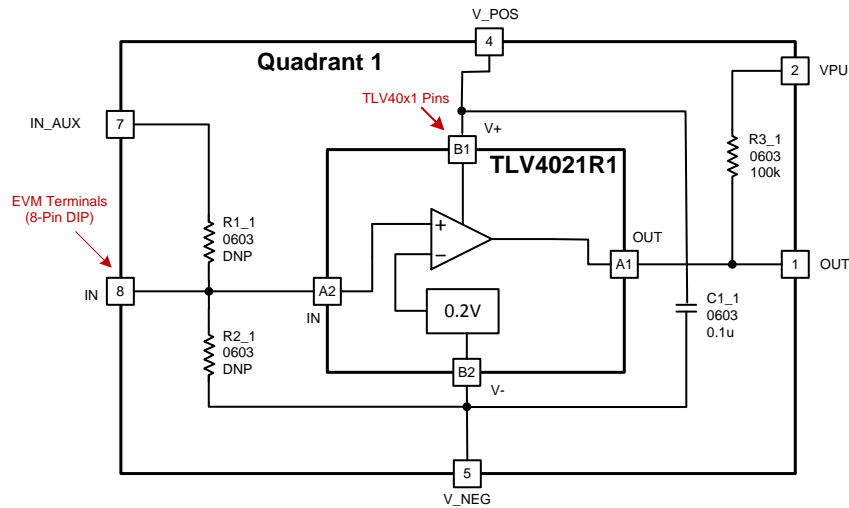 V_POS
4
Quadrant 1
2
VPU
TLV40x1 Pins
IN_AUX
7
V+
B1
TLV4021R1
R3_1
0603
100k
EVM Terminals
(8-Pin DIP)
R1_1
0603
DNP
+
−
OUT
A1
1
OUT
IN
8
A2
IN
0.2V
C1_1
0603
0.1u
R2_1
0603
DNP
B2
V-
5
V_NEG